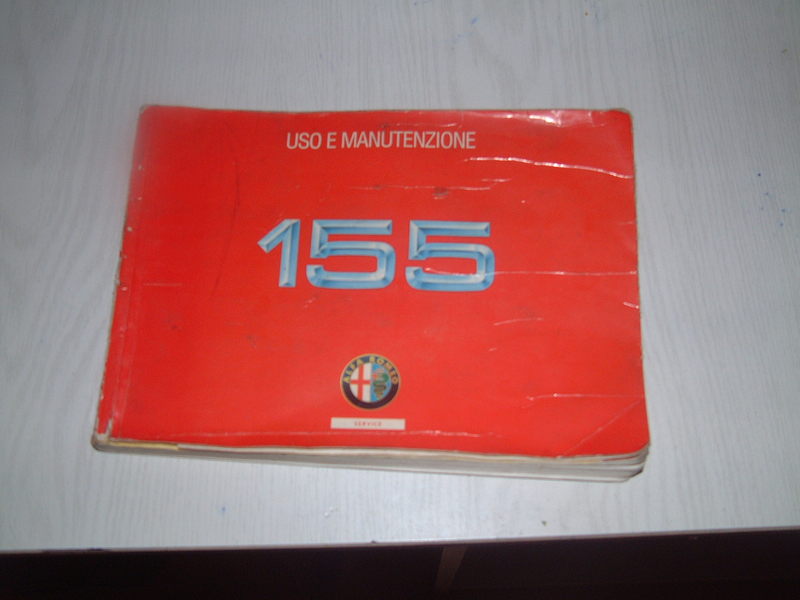 USO E MANUTENZIONE
155
ALFA ROMEO
SERVICE